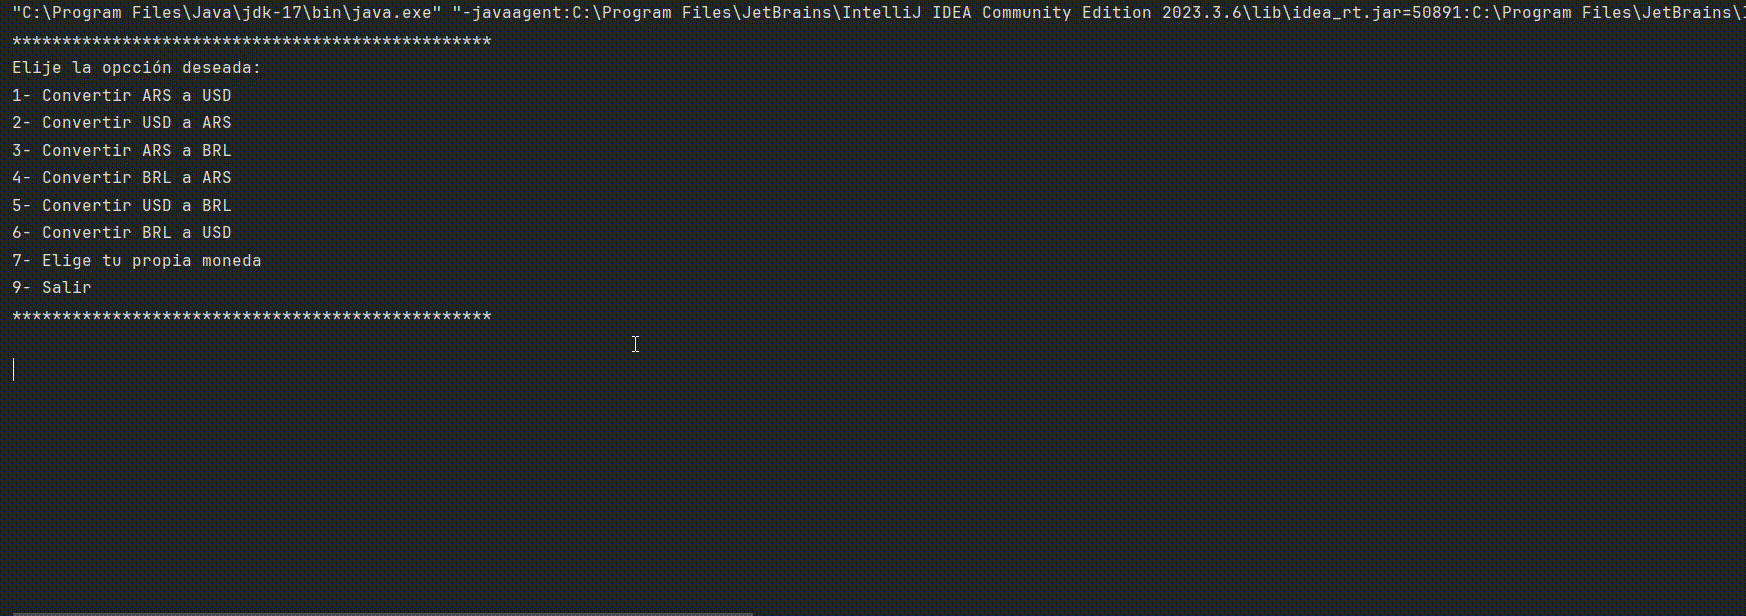 "C:\Program Files\Java\jdk-17\bin\java.exe" "-javaagent:C:\Program Files\JetBrains\IntelliJ IDEA Community Edition 2023.3.6\lib\idea_rt.jar=50891:C:\Program Files\JetBrains\
************************************************
Elije la opcción deseada:
1- Convertir ARS a USD
2- Convertir USD a ARS
3- Convertir ARS a BRL
4- Convertir BRL a ARS
5- Convertir USD a BRL
6- Convertir BRL a USD
7- Elige tu propia moneda
9- Salir
************************************************